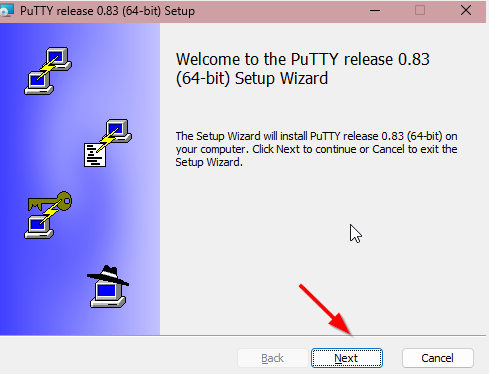 PuTTY release 0.83 (64-bit) Setup
Welcome to the PuTTY release 0.83
(64-bit) Setup Wizard
The Setup Wizard will install PuTTY release 0.83 (64-bit) on
your computer. Click Next to continue or Cancel to exit the
Setup Wizard.
Back
Next
Cancel